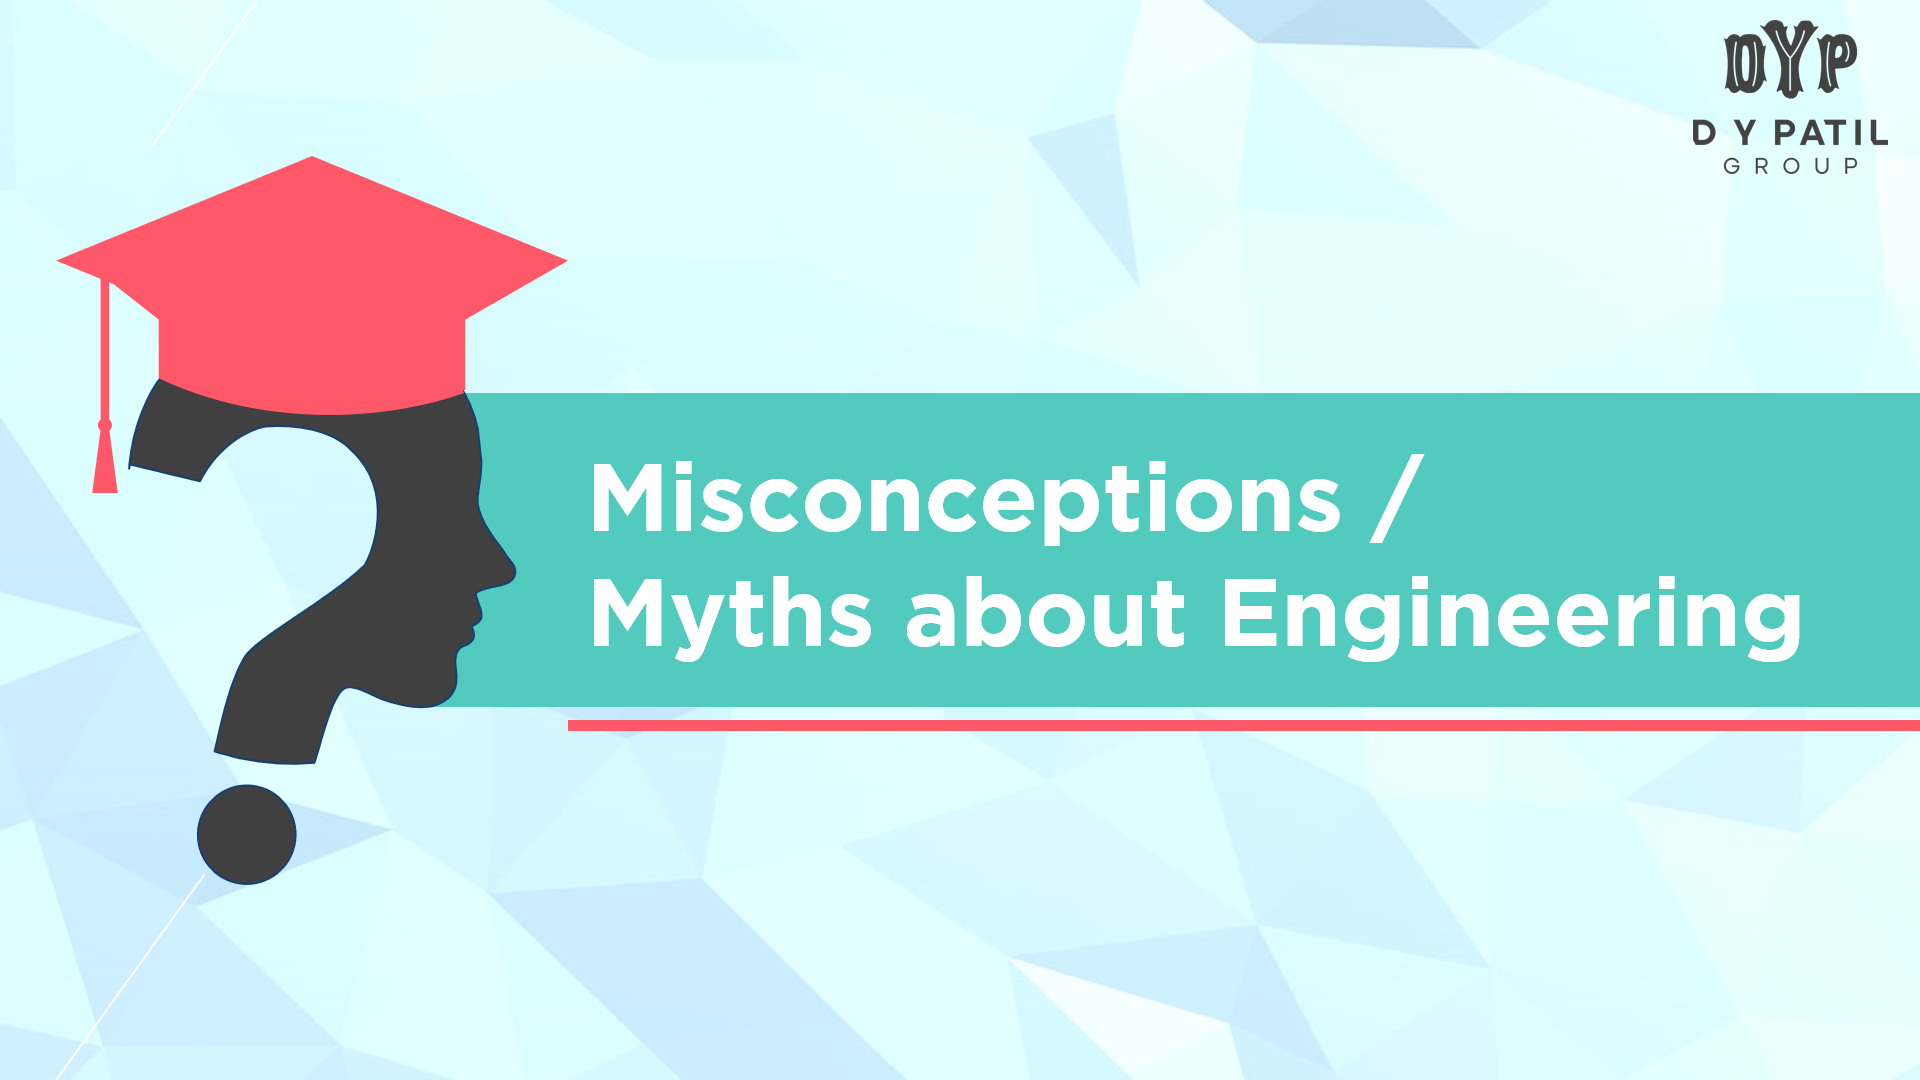 DYP
D Y PATIL
GROUP
Misconceptions /
Myths about Engineering